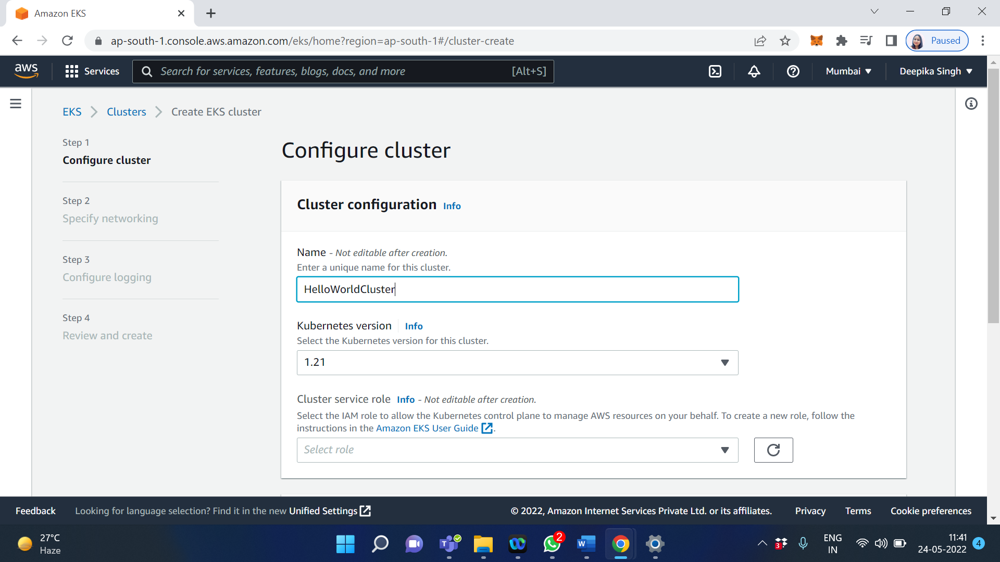 Amazon EKS
ap-south-1.console.aws.amazon.com/eks/home?region=ap-south-1#/cluster-create
Paused
aws
Services
Search for services, features, blogs, docs, and more
[Alt+S]
Mumbai
Deepika Singh
EKS
Clusters
Create EKS cluster
Step 1
Configure cluster
Step 2
Specify networking
Step 3
Configure logging
Step 4
Review and create
Configure cluster
Cluster configuration Info
Name - Not editable after creation.
Enter a unique name for this cluster.
HelloWorldCluster
Kubernetes version Info
Select the Kubernetes version for this cluster.
1.21
Cluster service role Info - Not editable after creation.
Select the IAM role to allow the Kubernetes control plane to manage AWS resources on your behalf. To create a new role, follow the
instructions in the Amazon EKS User Guide .
Select role
Feedback
Looking for language selection? Find it in the new Unified Settings
© 2022, Amazon Internet Services Private Ltd. or its affiliates.
Privacy
Terms
Cookie preferences
27°C
Haze
T
2
W
3
ENG
IN
11:41
24-05-2022
4